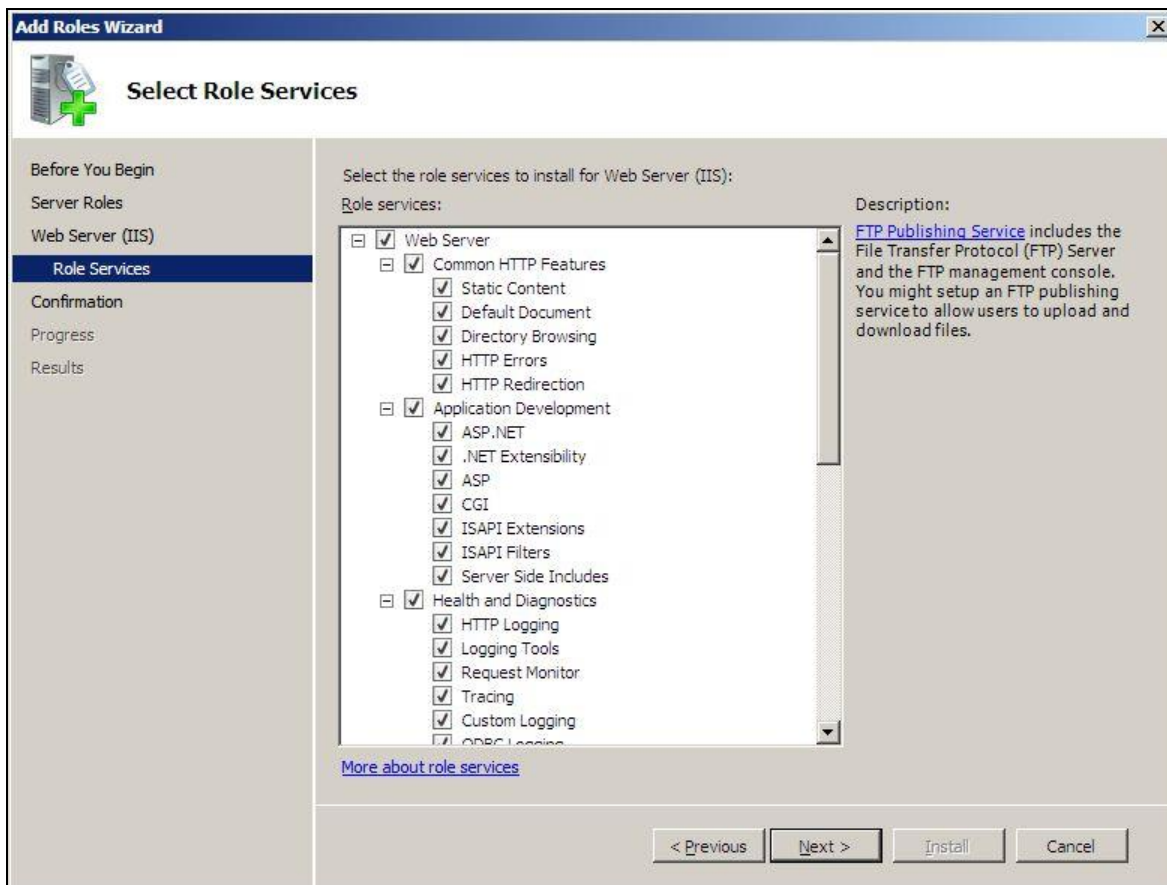 Add Roles Wizard
Select Role Services
Before You Begin
Server Roles
Web Server (IIS)
Role Services
Confirmation
Progress
Results
Select the role services to install for Web Server (IIS):
Role services:
Web Server
Common HTTP Features
Static Content
Default Document
Directory Browsing
HTTP Errors
HTTP Redirection
Application Development
ASP.NET
.NET Extensibility
ASP
CGI
ISAPI Extensions
ISAPI Filters
Server Side Includes
Health and Diagnostics
HTTP Logging
Logging Tools
Request Monitor
Tracing
Custom Logging
ODBC Logging
More about role services
Description:
FTP Publishing Service includes the
File Transfer Protocol (FTP) Server
and the FTP management console.
You might setup an FTP publishing
service to allow users to upload and
download files.
< Previous
Next >
Install
Cancel